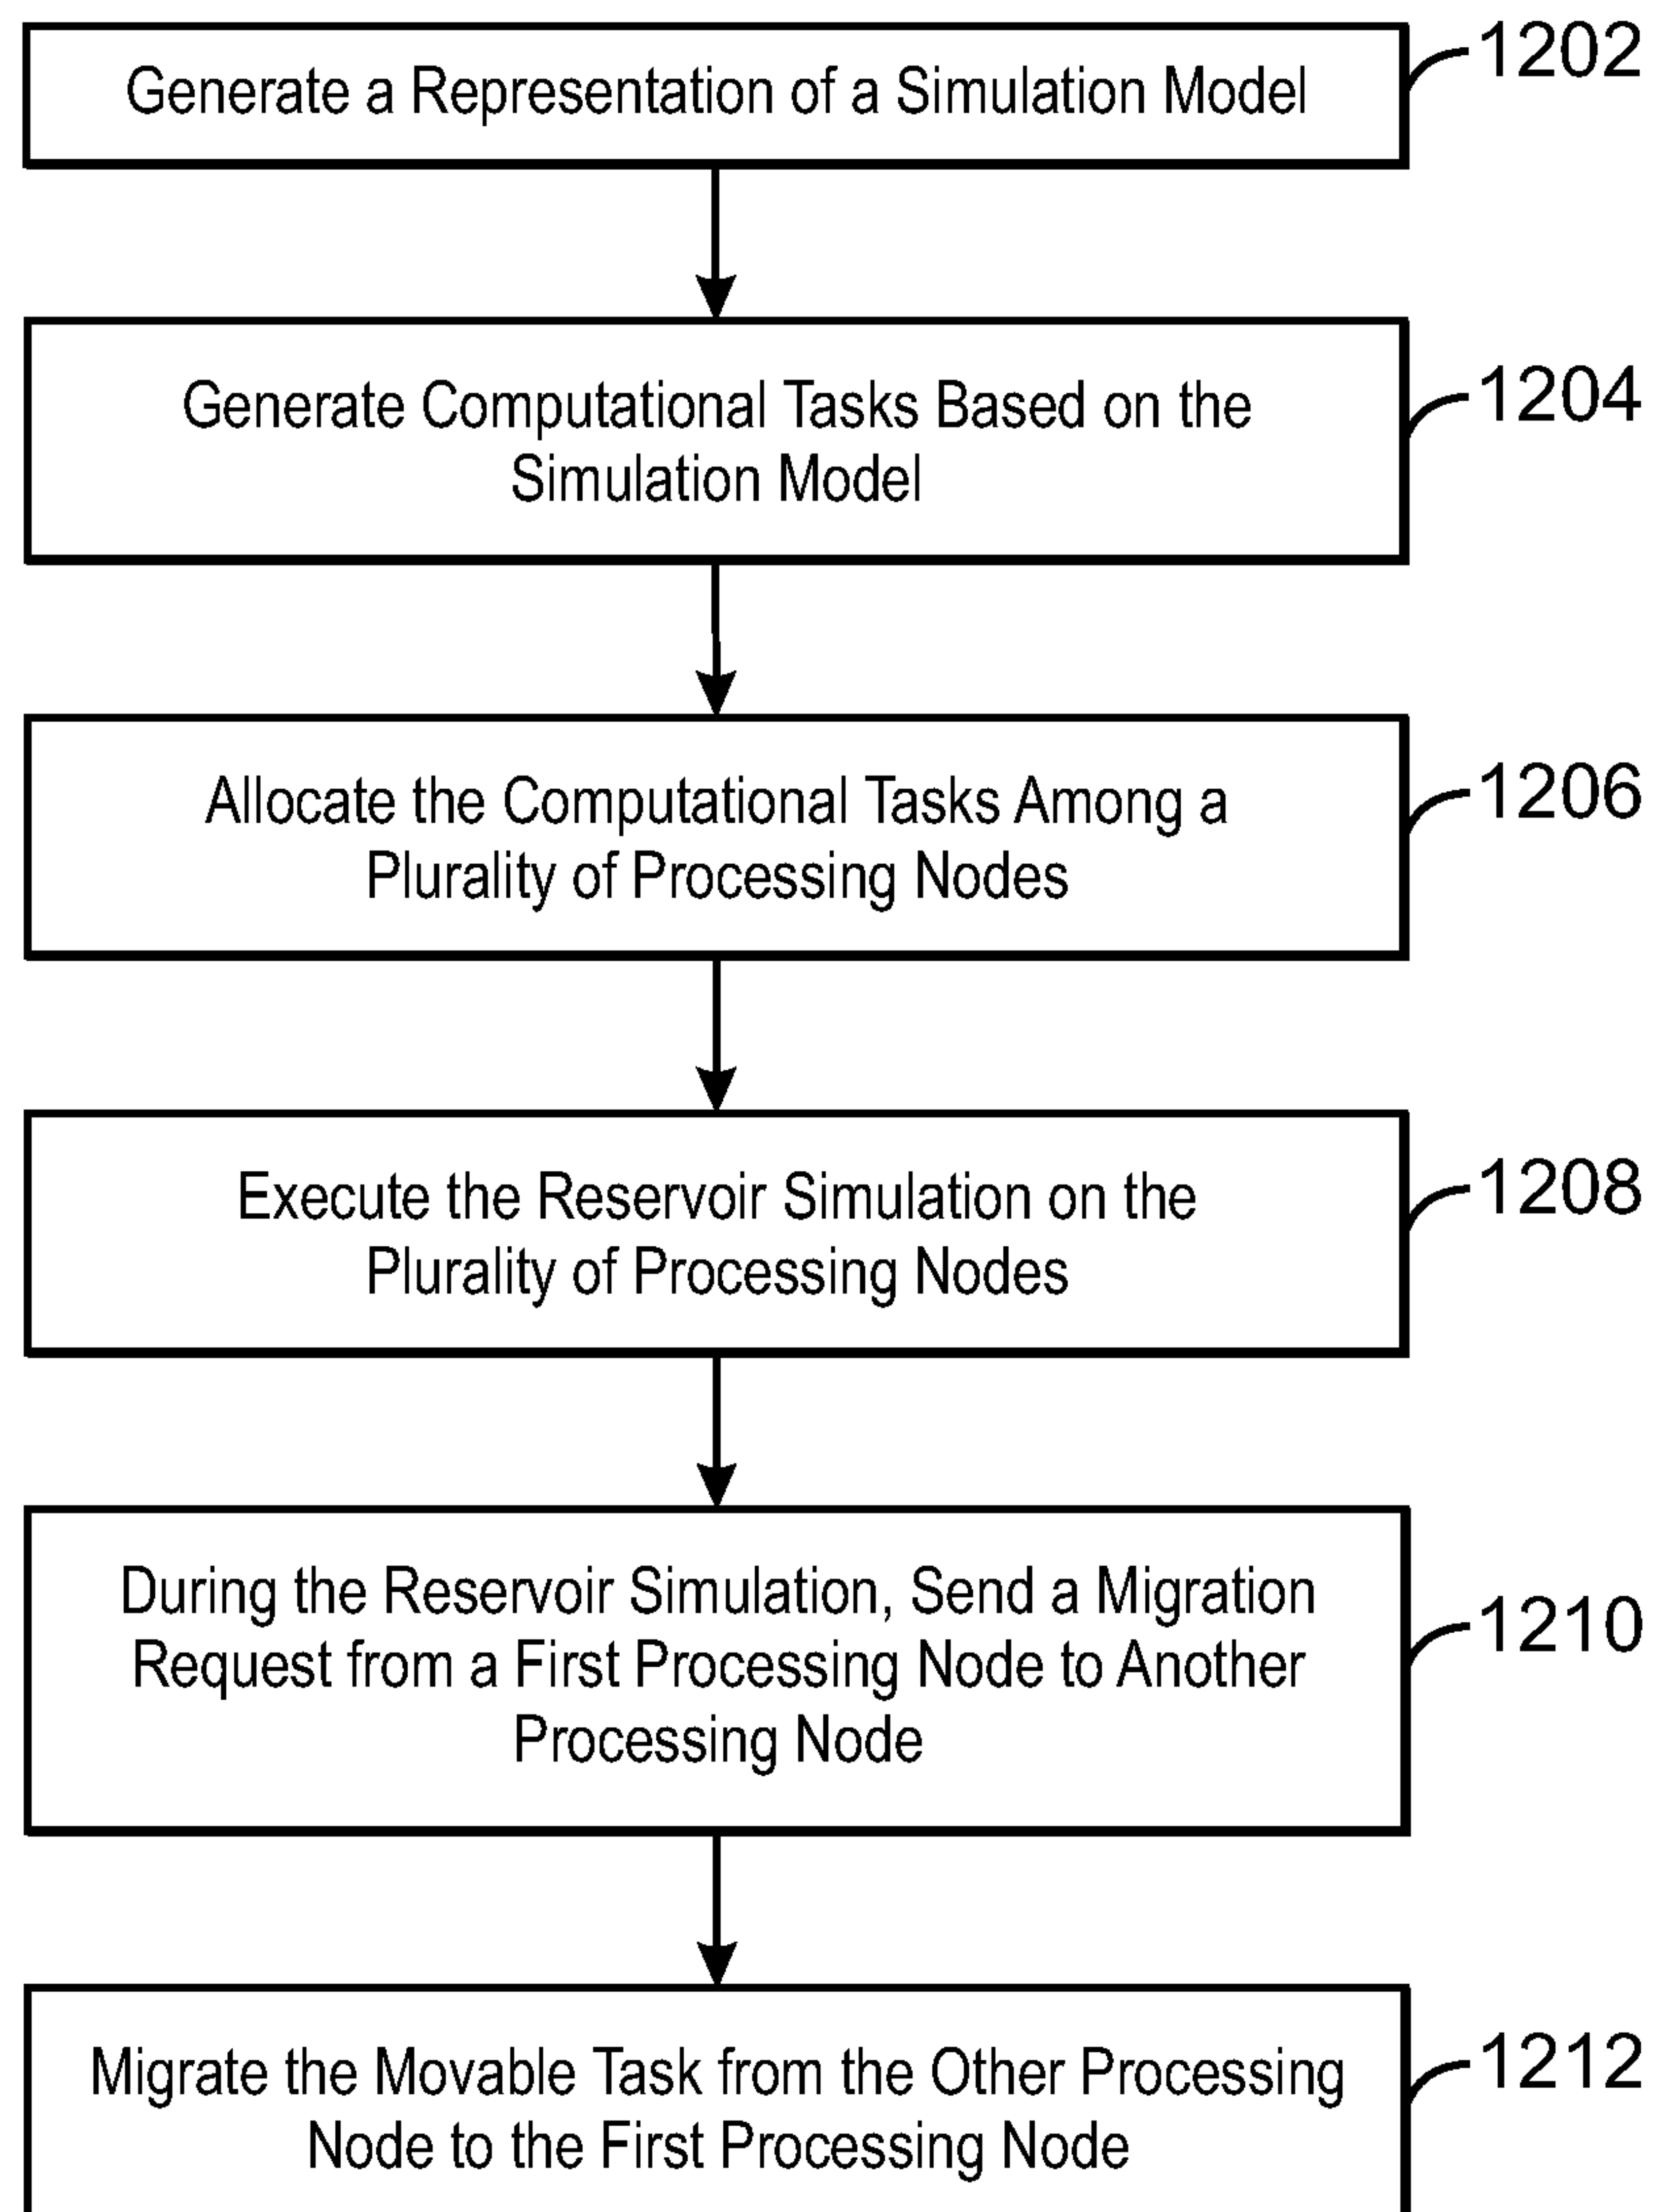 Generate a Representation of a Simulation Model
1202
Generate Computational Tasks Based on the
Simulation Model
1204
Allocate the Computational Tasks Among a
Plurality of Processing Nodes
1206
Execute the Reservoir Simulation on the
Plurality of Processing Nodes
1208
During the Reservoir Simulation, Send a Migration
Request from a First Processing Node to Another
Processing Node
1210
Migrate the Movable Task from the Other Processing
Node to the First Processing Node
1212